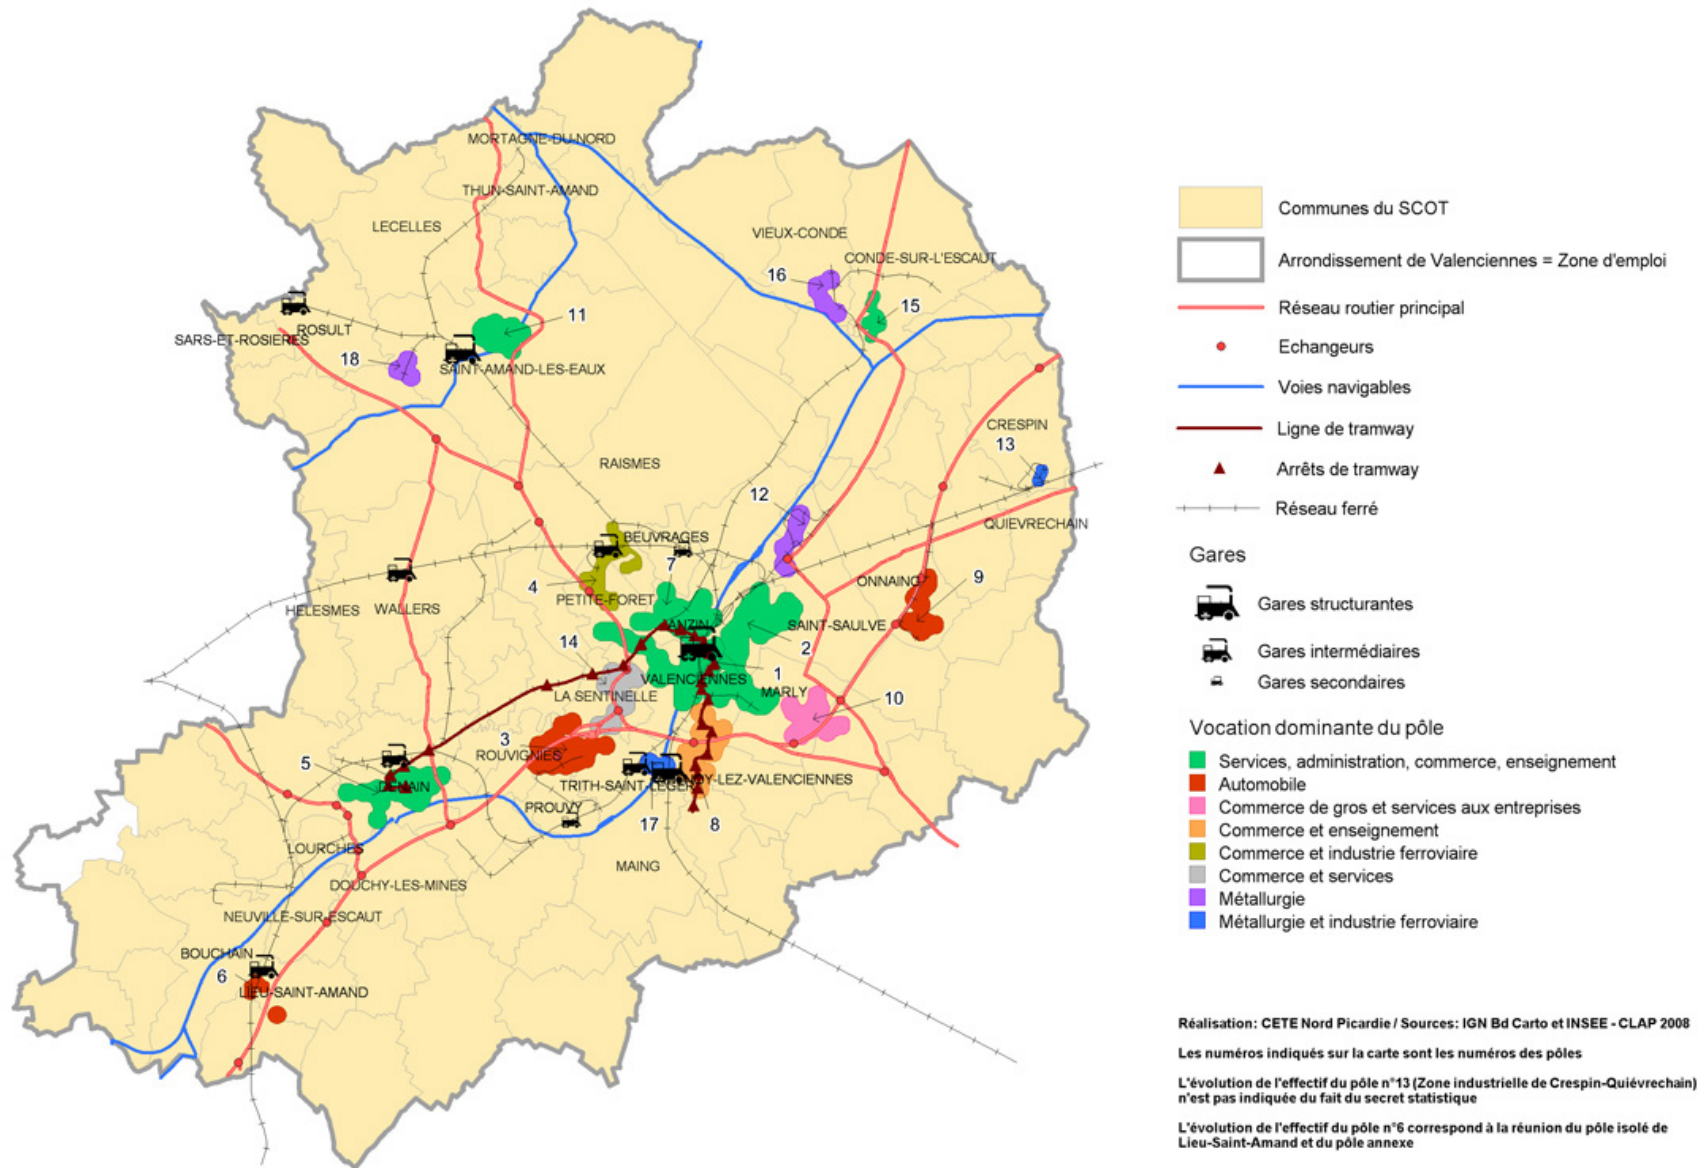 MORTAGNE-DU-NORD
THUN-SAINT-AMAND
LECELLES
VIEUX-CONDE
CONDE-SUR-L'ESCAUT
16
15
11
ROSULT
SARS-ET-ROSIERES
18
SAINT-AMAND-LES-EAUX
CRESPIN
13
RAISMES
12
QUIEVRECHAIN
BEUVRAGES
7
4
PETITE-FORET
ONNAING
9
HELESMES
WALLERS
ANZIN
SAINT-SAULVE
14
2
1
VALENCIENNES
MARLY
LA SENTINELLE
10
3
ROUVIGNIES
5
DENAIN
TRITH-SAINT-LEGER
AULNOY-LEZ-VALENCIENNES
PROUVY
17
8
LOURCHES
MAING
DOUCHY-LES-MINES
NEUVILLE-SUR-ESCAUT
BOUCHAIN
6
LIEU-SAINT-AMAND
Communes du SCOT
Arrondissement de Valenciennes = Zone d'emploi
Réseau routier principal
Echangeurs
Voies navigables
Ligne de tramway
Arrêts de tramway
Réseau ferré
Gares
Gares structurantes
Gares intermédiaires
Gares secondaires
Vocation dominante du pôle
Services, administration, commerce, enseignement
Automobile
Commerce de gros et services aux entreprises
Commerce et enseignement
Commerce et industrie ferroviaire
Commerce et services
Métallurgie
Métallurgie et industrie ferroviaire
Réalisation: CETE Nord Picardie / Sources: IGN Bd Carto et INSEE - CLAP 2008
Les numéros indiqués sur la carte sont les numéros des pôles
L'évolution de l'effectif du pôle n°13 (Zone industrielle de Crespin-Quiévrechain)
n'est pas indiquée du fait du secret statistique
L'évolution de l'effectif du pôle n°6 correspond à la réunion du pôle isolé de
Lieu-Saint-Amand et du pôle annexe